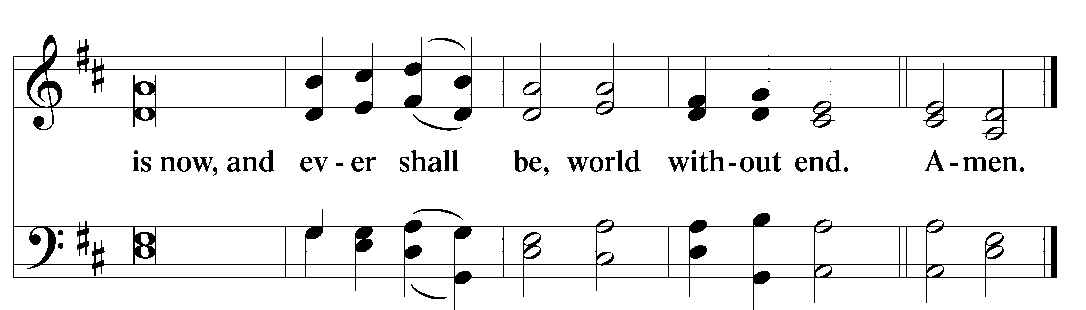 is now, and ev - er shall be, world with-out end. A-men.